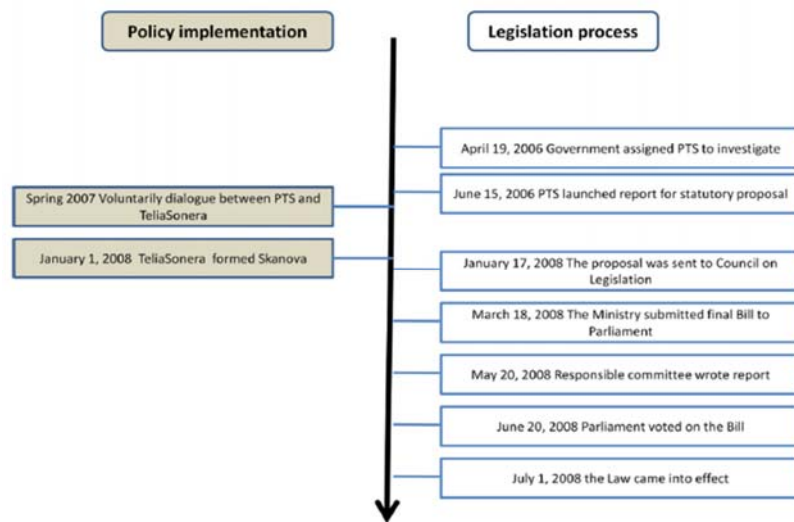 Policy implementation
Legislation process
April 19, 2006 Government assigned PTS to investigate
Spring 2007 Voluntarily dialogue between PTS and
TeliaSonera
June 15, 2006 PTS launched report for statutory proposal
January 1, 2008 TeliaSonera formed Skanova
January 17, 2008 The proposal was sent to Council on
Legislation
March 18, 2008 The Ministry submitted final Bill to
Parliament
May 20, 2008 Responsible committee wrote report
June 20, 2008 Parliament voted on the Bill
July 1, 2008 the Law came into effect